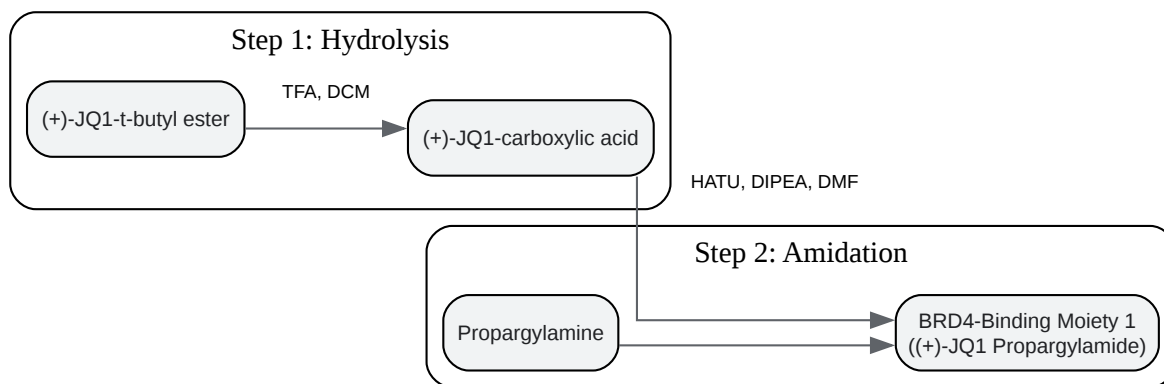 Step 1: Hydrolysis
(+)-JQ1-t-butyl ester
TFA, DCM
(+)-JQ1-carboxylic acid
HATU, DIPEA, DMF
Step 2: Amidation
Propargylamine
BRD4-Binding Moiety 1
((+)-JQ1 Propargylamide)